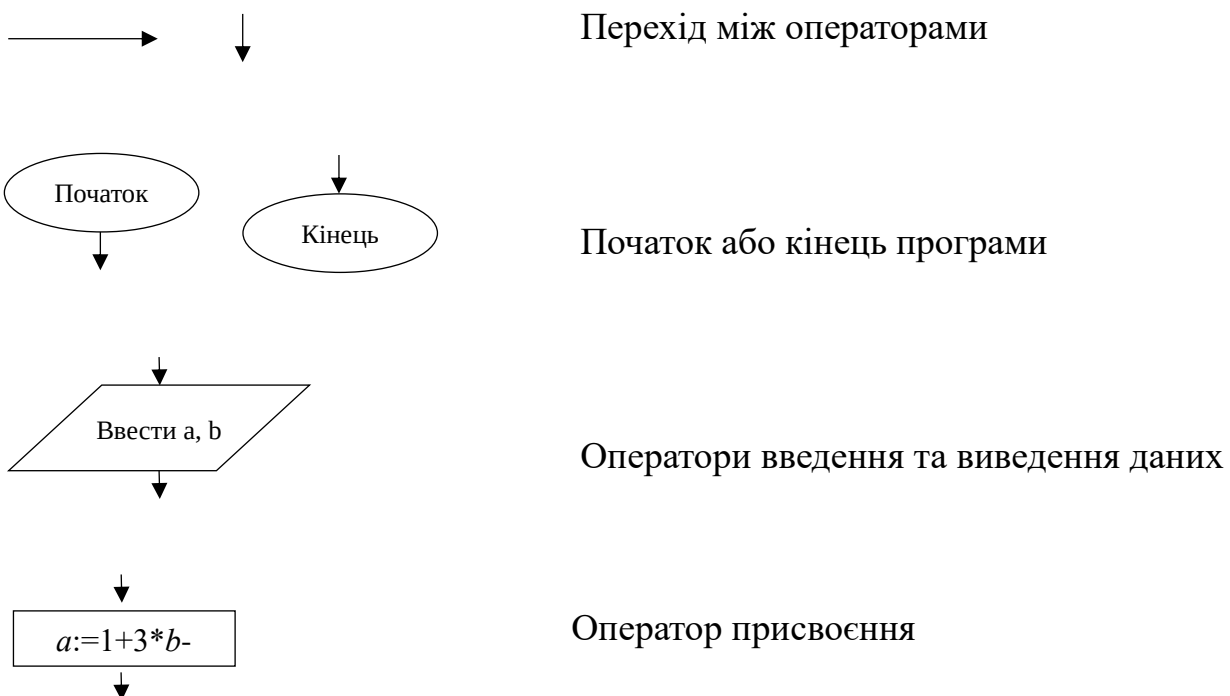 Перехід між операторами
Початок
Кінець
Початок або кінець програми
Ввести a, b
Оператори введення та виведення даних
a:=1+3*b-
Оператор присвоєння